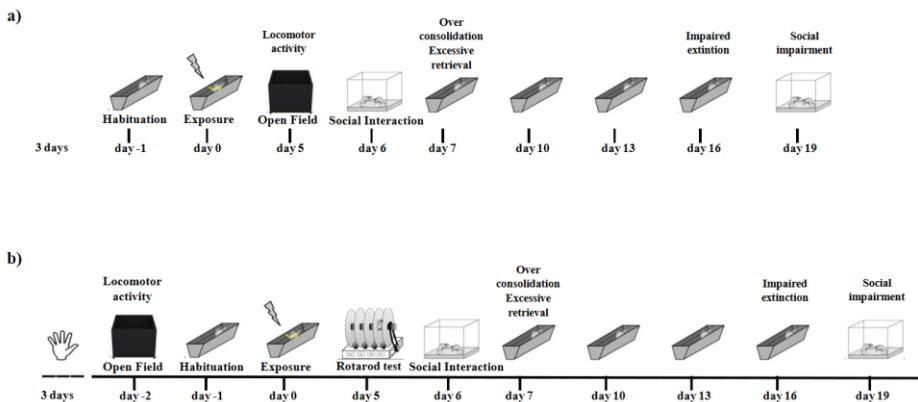 a)
Over
consolidation
Excessive
retrieval
Locomotor
activity
Impaired
extintion
Social
impairment
Habituation
Exposure
Open Field
Social Interaction
3 days
day -1
day 0
day 5
day 6
day 7
day 10
day 13
day 16
day 19
b)
Over
consolidation
Excessive
retrieval
Locomotor
activity
Impaired
extinction
Social
impairment
Open Field
Habituation
Exposure
Rotarod test
Social Interaction
3 days
day -2
day -1
day 0
day 5
day 6
day 7
day 10
day 13
day 16
day 19